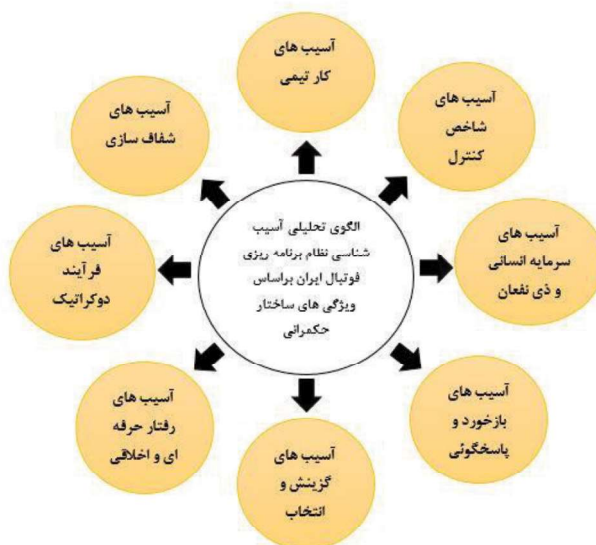 آسیب های
کار تیمی
آسیب های
شاخص
کنترل
آسیب های
سرمایه انسانی
و ذی نفعان
آسیب های
بازخورد و
پاسخگوئی
آسیب های
گزینش و
انتخاب
آسیب های
رفتار حرفه
ای و اخلاقی
آسیب های
فرآیند
دوکراتیک
آسیب های
شفاف سازی
الگوی تحلیلی آسیب
شناسی نظام برنامه ریزی
فوتبال ایران براساس
ویژگی های ساختار
حکمرانی